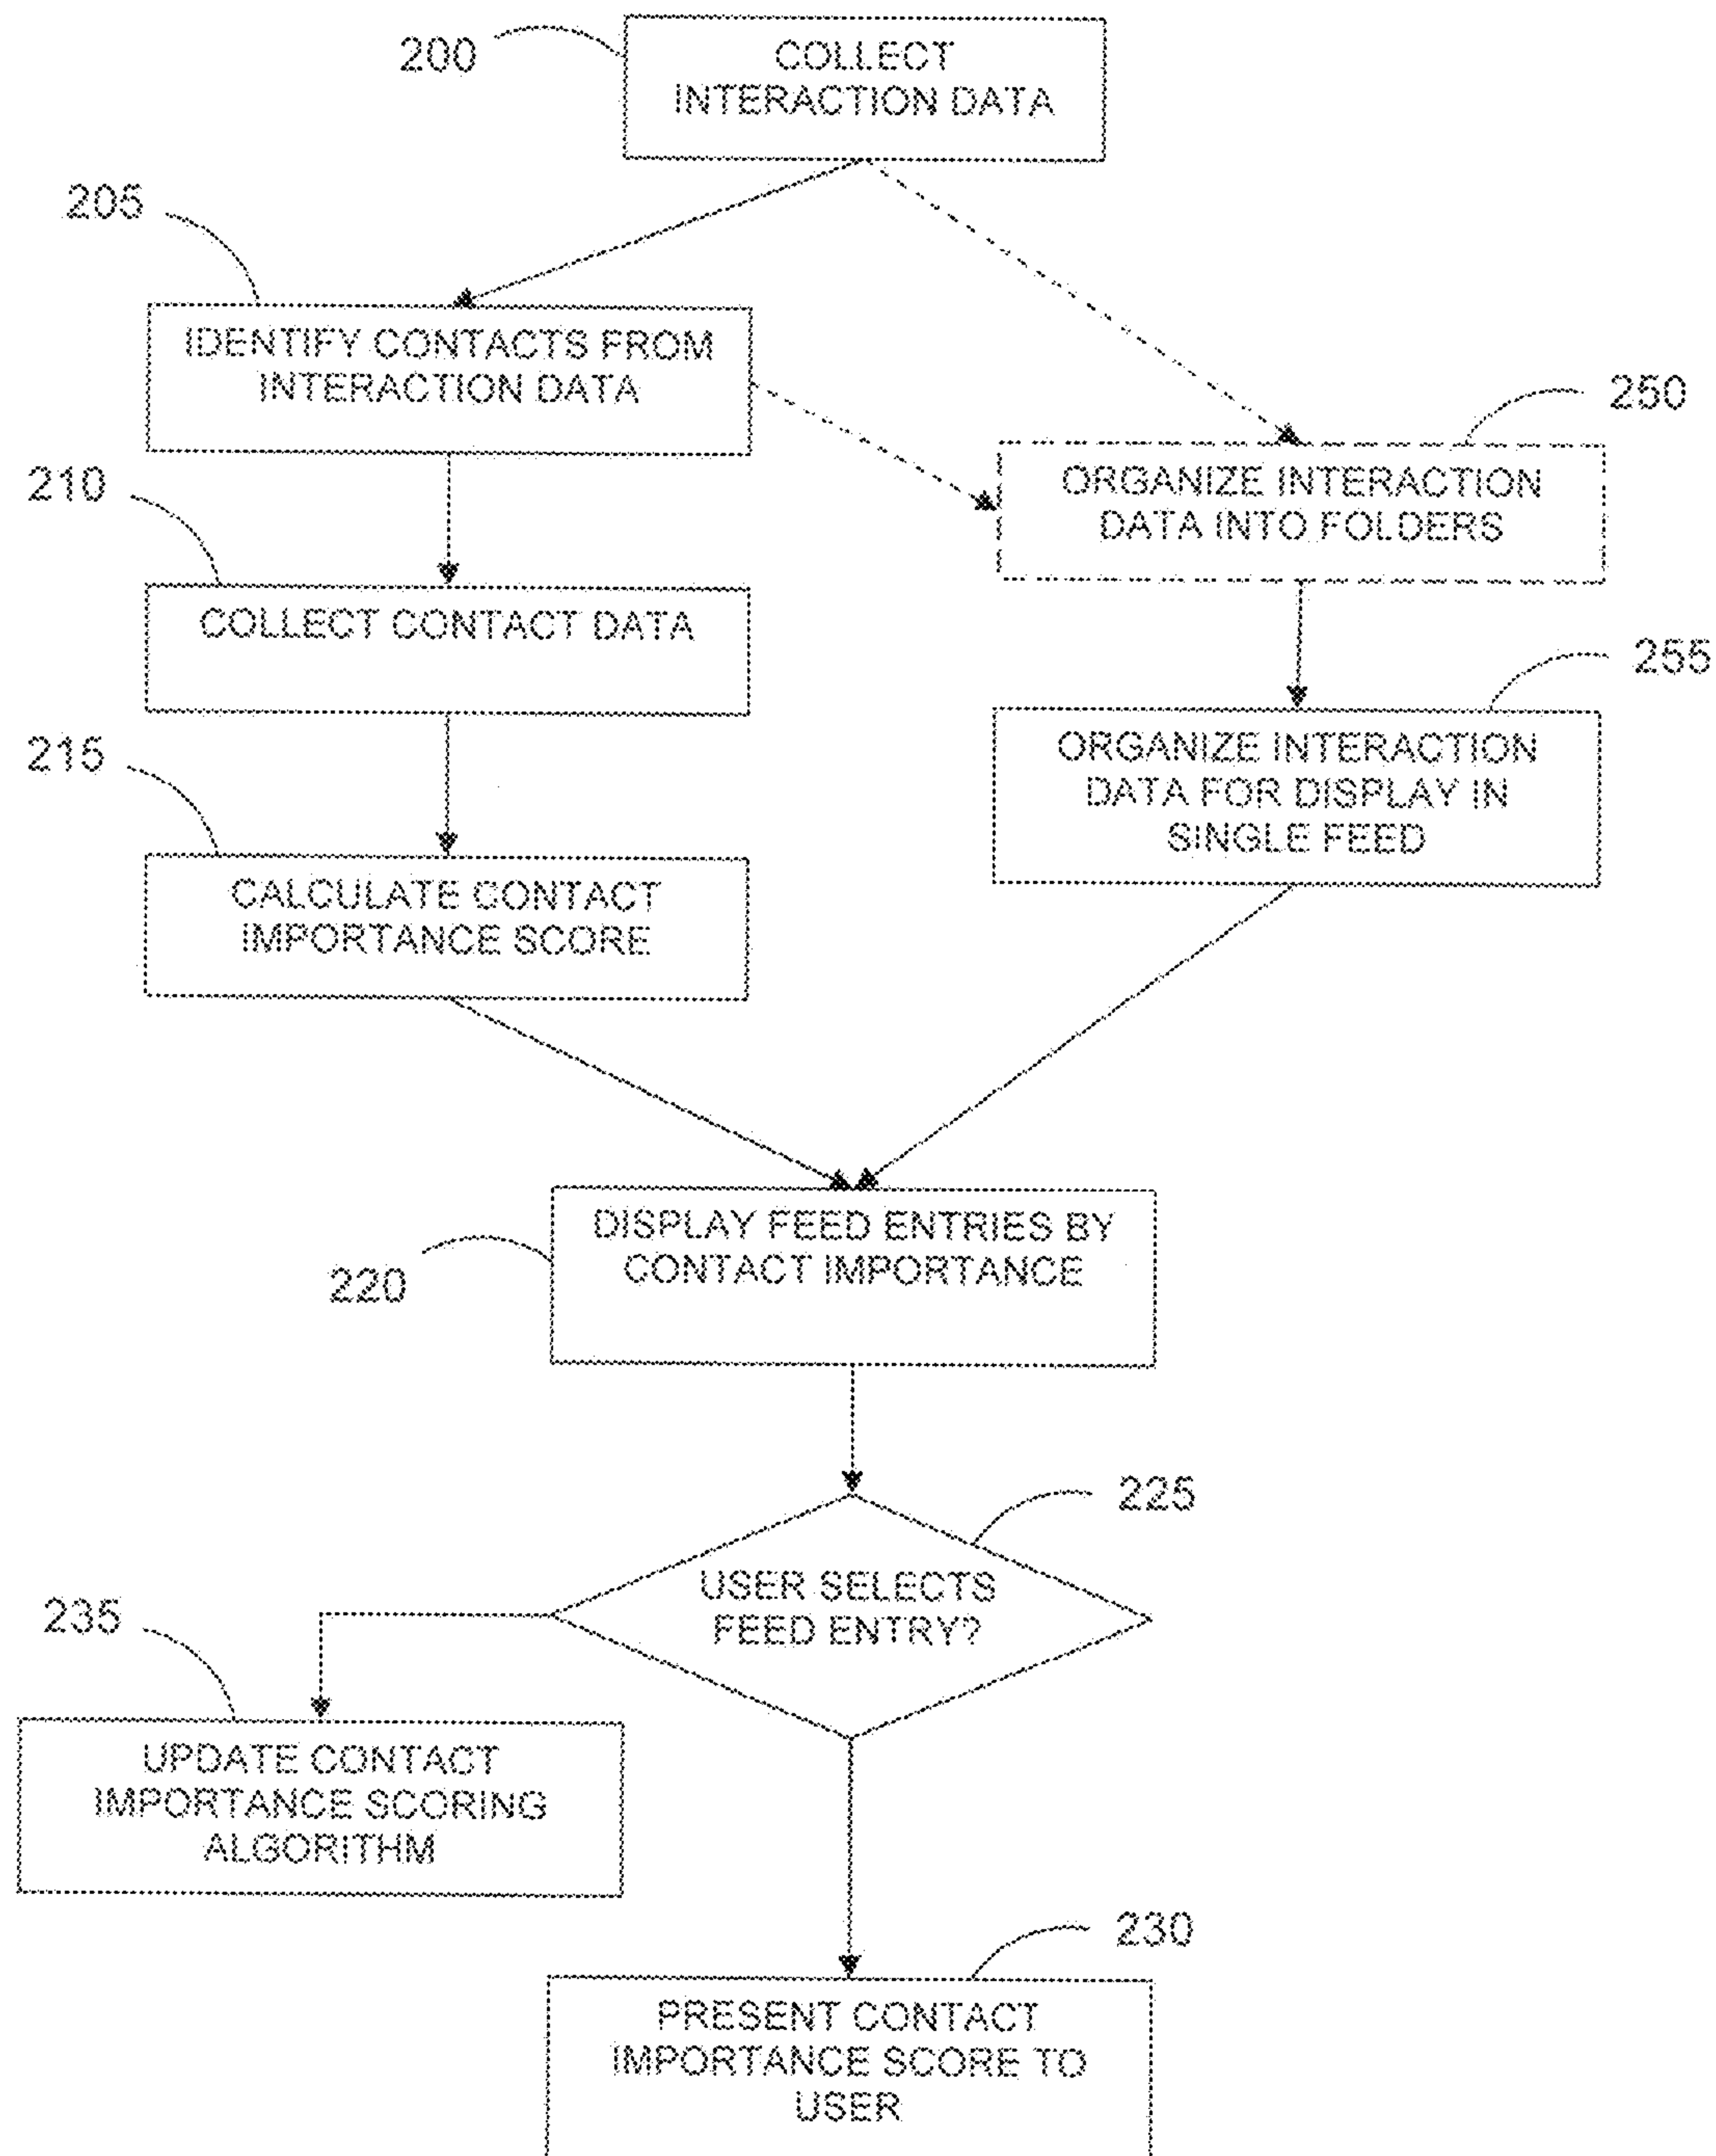 200
COLLECT
INTERACTION DATA
205
IDENTIFY CONTACTS FROM
INTERACTION DATA
250
ORGANIZE INTERACTION
DATA INTO FOLDERS
210
COLLECT CONTACT DATA
255
ORGANIZE INTERACTION
DATA FOR DISPLAY IN
SINGLE FEED
215
CALCULATE CONTACT
IMPORTANCE SCORE
220
DISPLAY FEED ENTRIES BY
CONTACT IMPORTANCE
225
USER SELECTS
FEED ENTRY?
235
UPDATE CONTACT
IMPORTANCE SCORING
ALGORITHM
230
PRESENT CONTACT
IMPORTANCE SCORE TO
USER